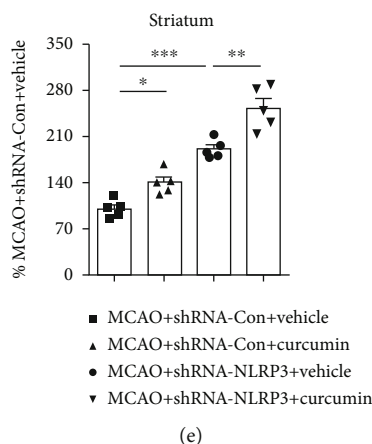 Striatum
% MCAO+shRNA-Con+vehicle
350
280
210
140
70
0
***
**
*
■ MCAO+shRNA-Con+vehicle
▲ MCAO+shRNA-Con+curcumin
● MCAO+shRNA-NLRP3+vehicle
▼ MCAO+shRNA-NLRP3+curcumin
(e)